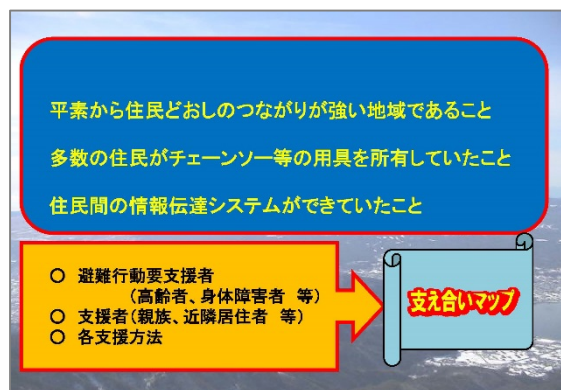 平素から住民どおしのつながりが強い地域であること
多数の住民がチェーンソー等の用具を所有していたこと
住民間の情報伝達システムができていたこと
○ 避難行動要支援者
（高齢者、身体障害者 等）
○ 支援者（親族、近隣居住者 等）
○ 各支援方法
支え合いマップ